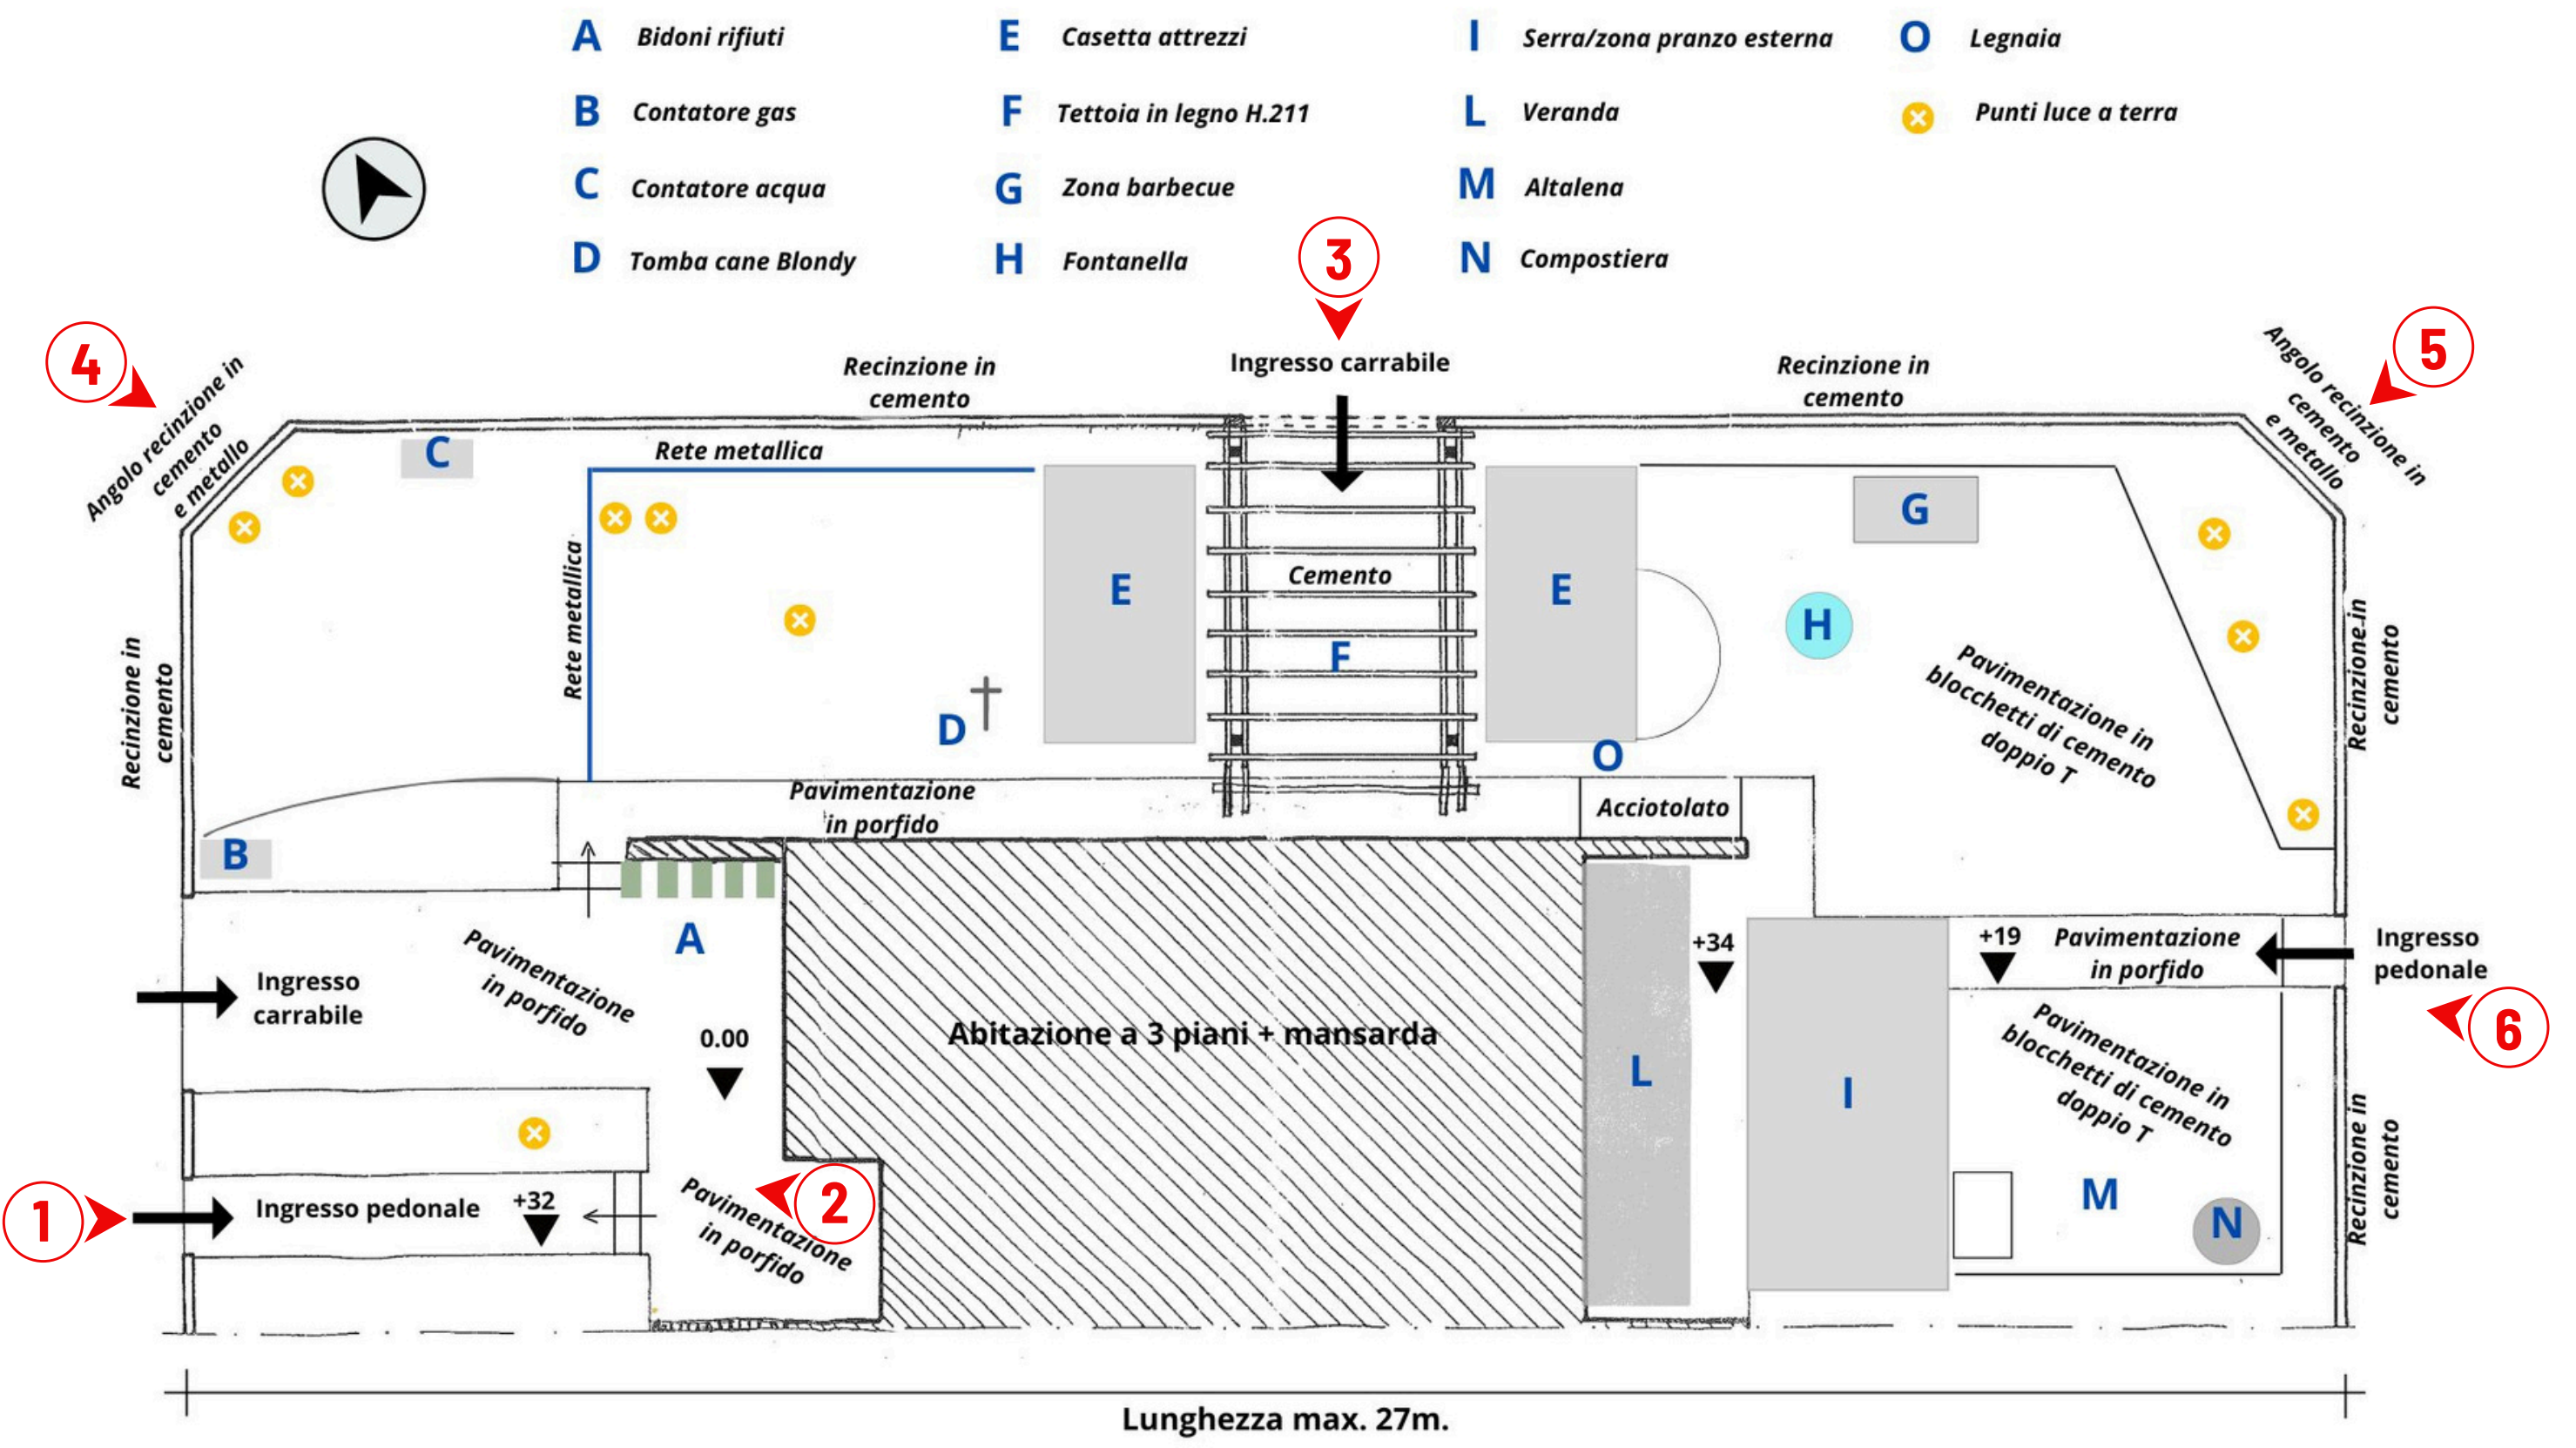 A Bidoni rifiuti
B Contatore gas
C Contatore acqua
D Tomba cane Blondy
E Casetta attrezzi
F Tettoia in legno H.211
G Zona barbecue
H Fontanella
I Serra/zona pranzo esterna
L Veranda
M Altalena
N Compostiera
O Legnaia
Punti luce a terra
3
4
5
Angolo recinzione in
cemento
e metallo
Recinzione in
cemento
Ingresso carrabile
Recinzione in
cemento
Angolo recinzione in
cemento
e metallo
C
Rete metallica
Rete metallica
E
Cemento
F
E
G
H
D
O
Recinzione in
cemento
Pavimentazione in
blocchetti di cemento
doppio T
Recinzione in
cemento
Pavimentazione
in porfido
Acciotolato
B
A
Pavimentazione
in porfido
Ingresso
carrabile
0.00
Abitazione a 3 piani + mansarda
L
+34
I
+19
Pavimentazione
in porfido
Ingresso
pedonale
6
Pavimentazione in
blocchetti di cemento
doppio T
M
N
Recinzione in
cemento
1
Ingresso pedonale
+32
2
Pavimentazione
in porfido
Lunghezza max. 27m.